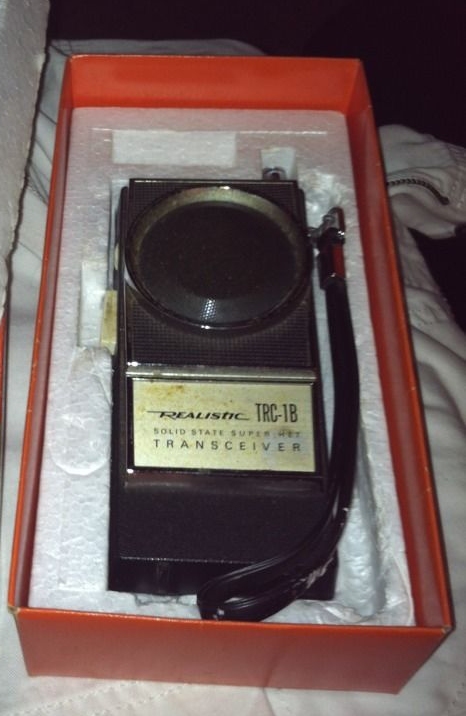 REALISTIC TRC-1B
SOLID STATE SUPER HET
TRANSCEIVER